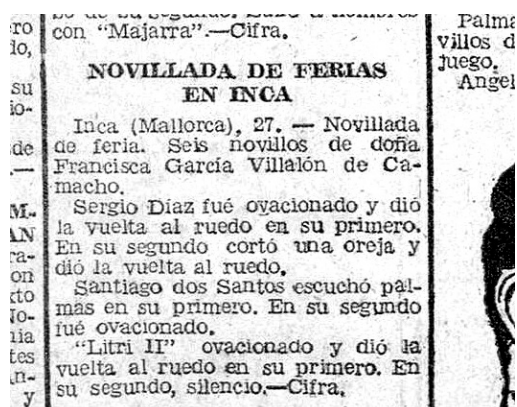 con "Majarra".—Cifra.
NOVILLADA DE FERIAS
EN INCA
Inca (Mallorca), 27. — Novillada
de feria. Seis novillos de doña
Francisca García Villalón de Ca-
macho.
Sergio Díaz fué ovacionado y dió
la vuelta al ruedo en su primero.
En su segundo cortó una oreja y
dió la vuelta al ruedo.
Santiago dos Santos escuchó pal-
mas en su primero. En su segundo
fué ovacionado.
"Litri II" ovacionado y dió la
vuelta al ruedo en su primero. En
su segundo, silencio.—Cifra.
Palma
villos d
juego.
Angel